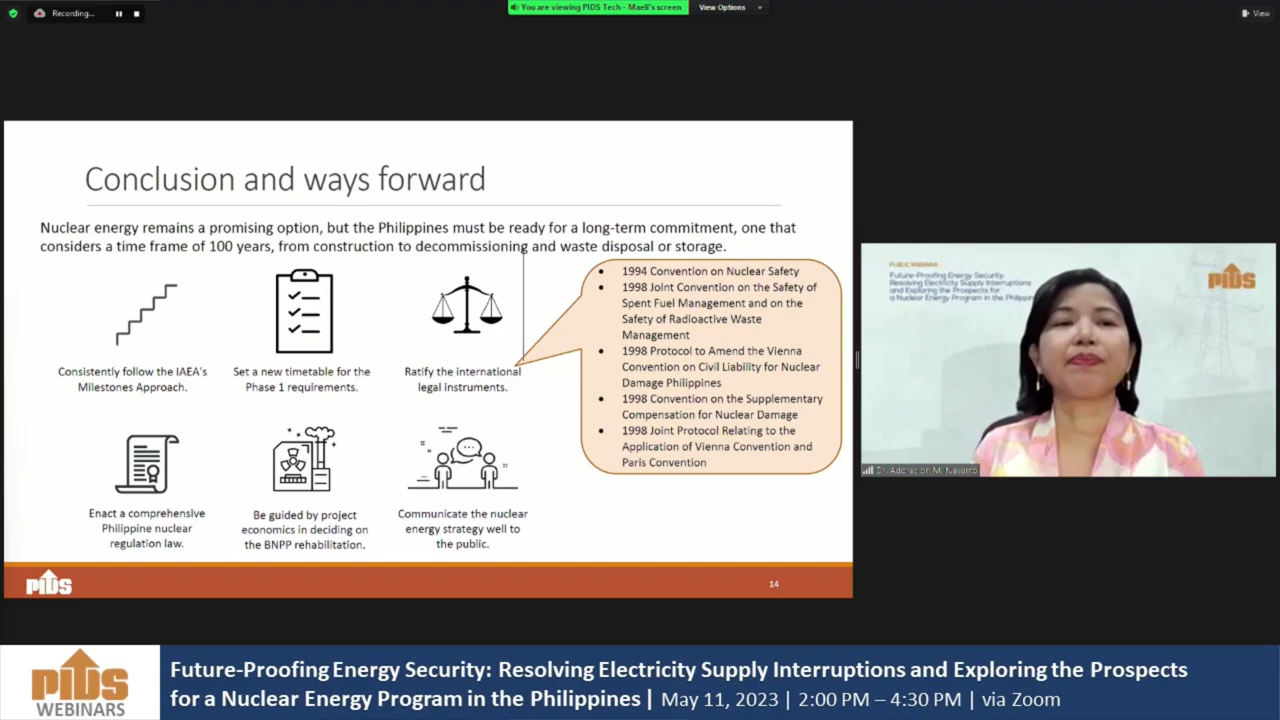 Recording...
You are viewing PIDS Tech - Maeli's screen
View Options
View
Conclusion and ways forward
Nuclear energy remains a promising option, but the Philippines must be ready for a long-term commitment, one that
considers a time frame of 100 years, from construction to decommissioning and waste disposal or storage.
Consistently follow the IAEA's
Milestones Approach.
Set a new timetable for the
Phase 1 requirements.
Ratify the international
legal instruments.
• 1994 Convention on Nuclear Safety
• 1998 Joint Convention on the Safety of
Spent Fuel Management and on the
Safety of Radioactive Waste
Management
• 1998 Protocol to Amend the Vienna
Convention on Civil Liability for Nuclear
Damage Philippines
• 1998 Convention on the Supplementary
Compensation for Nuclear Damage
• 1998 Joint Protocol Relating to the
Application of Vienna Convention and
Paris Convention
Enact a comprehensive
Philippine nuclear
regulation law.
Be guided by project
economics in deciding on
the BNPP rehabilitation.
Communicate the nuclear
energy strategy well to
the public.
PIDS
14
PUBLIC WEBINAR
Future-Proofing Energy Security:
Resolving Electricity Supply Interruptions
and Exploring the Prospects for
a Nuclear Energy Program in the Philippin
PIDS
Dr. Adoracion M. Navarro
PIDS
WEBINARS
Future-Proofing Energy Security: Resolving Electricity Supply Interruptions and Exploring the Prospects
for a Nuclear Energy Program in the Philippines | May 11, 2023 | 2:00 PM – 4:30 PM | via Zoom